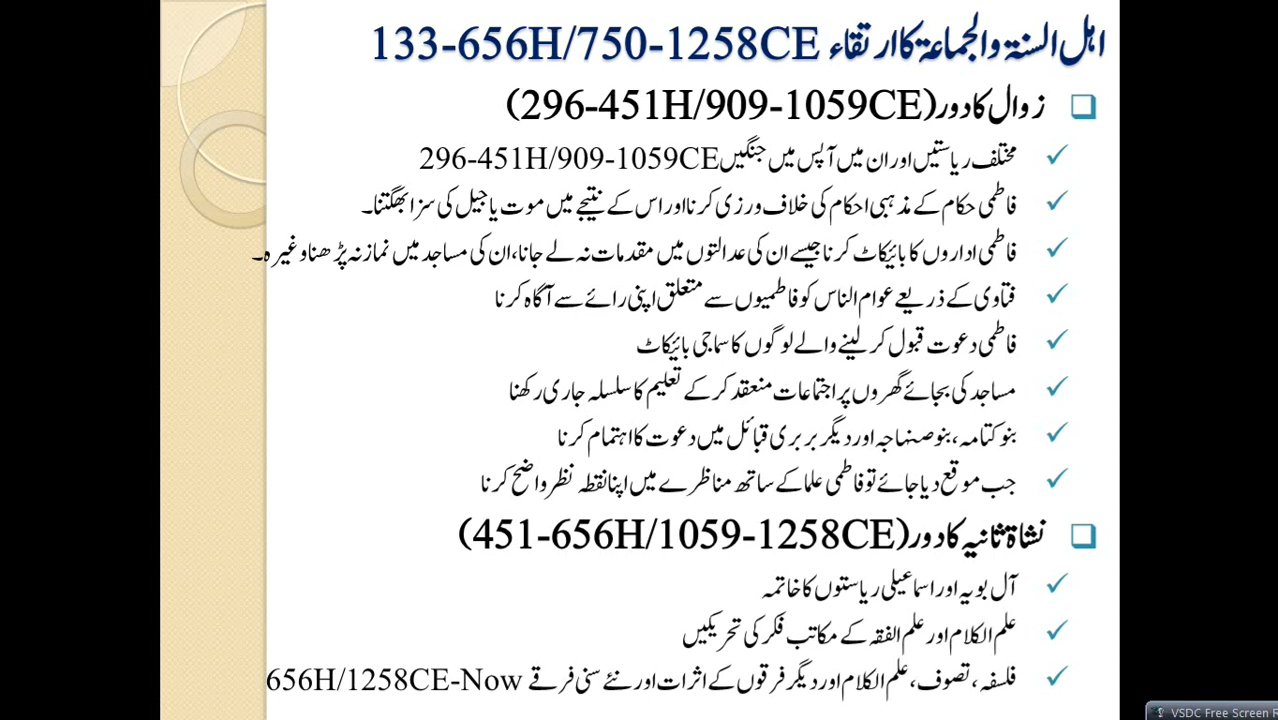 اہل السنۃ والجماعۃ کا ارتقاء 133-656H/750-1258CE
زوال کا دور (296-451H/909-1059CE)
مختلف ریاستیں اور ان میں آپس میں جنگیں 296-451H/909-1059CE
فاطمی حکام کے مذہبی احکام کی خلاف ورزی کرنا اور اس کے نتیجے میں موت یا جیل کی سزا بھگتنا۔
فاطمی اداروں کا بائیکاٹ کرنا جیسے ان کی عدالتوں میں مقدمات نہ لے جانا، ان کی مساجد میں نماز نہ پڑھنا وغیرہ۔
فتاوی کے ذریعے عوام الناس کو فاطمیوں سے متعلق اپنی رائے سے آگاہ کرنا
فاطمی دعوت قبول کر لینے والے لوگوں کا سماجی بائیکاٹ
مساجد کی بجائے گھروں پر اجتماعات منعقد کر کے تعلیم کا سلسلہ جاری رکھنا
بنو کتامہ، بنو صنہاجہ اور دیگر بربری قبائل میں دعوت کا اہتمام کرنا
جب موقع دیا جائے تو فاطمی علما کے ساتھ مناظرے میں اپنا نقطہ نظر واضح کرنا
نشاۃ ثانیہ کا دور (451-656H/1059-1258CE)
آل بویہ اور اسماعیلی ریاستوں کا خاتمہ
علم الکلام اور علم الفقہ کے مکاتب فکر کی تحریکیں
فلسفہ، تصوف، علم الکلام اور دیگر فرقوں کے اثرات اور نئے سنی فرقے 656H/1258CE-Now
VSDC Free Screen R